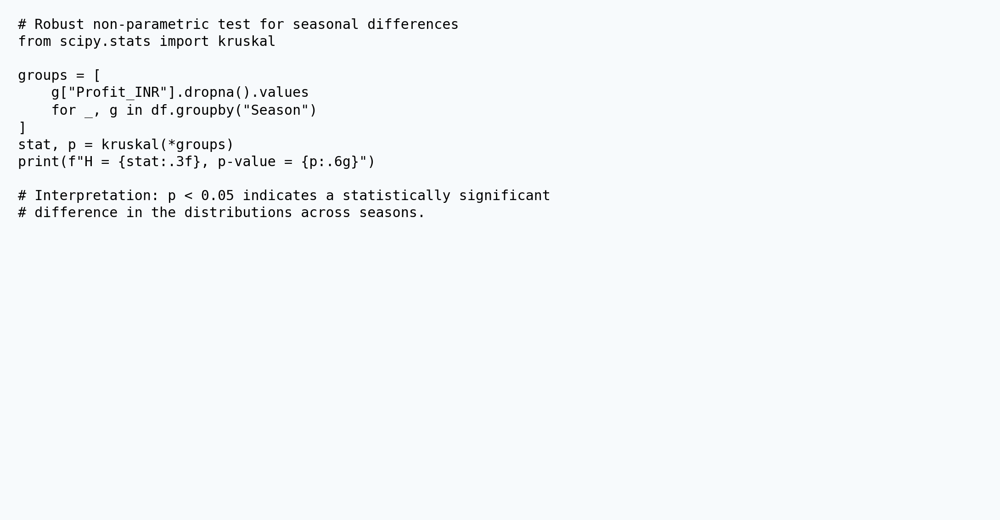 # Robust non-parametric test for seasonal differences
from scipy.stats import kruskal

groups = [
    g["Profit_INR"].dropna().values
    for _, g in df.groupby("Season")
]
stat, p = kruskal(*groups)
print(f"H = {stat:.3f}, p-value = {p:.6g}")

# Interpretation: p < 0.05 indicates a statistically significant
# difference in the distributions across seasons.